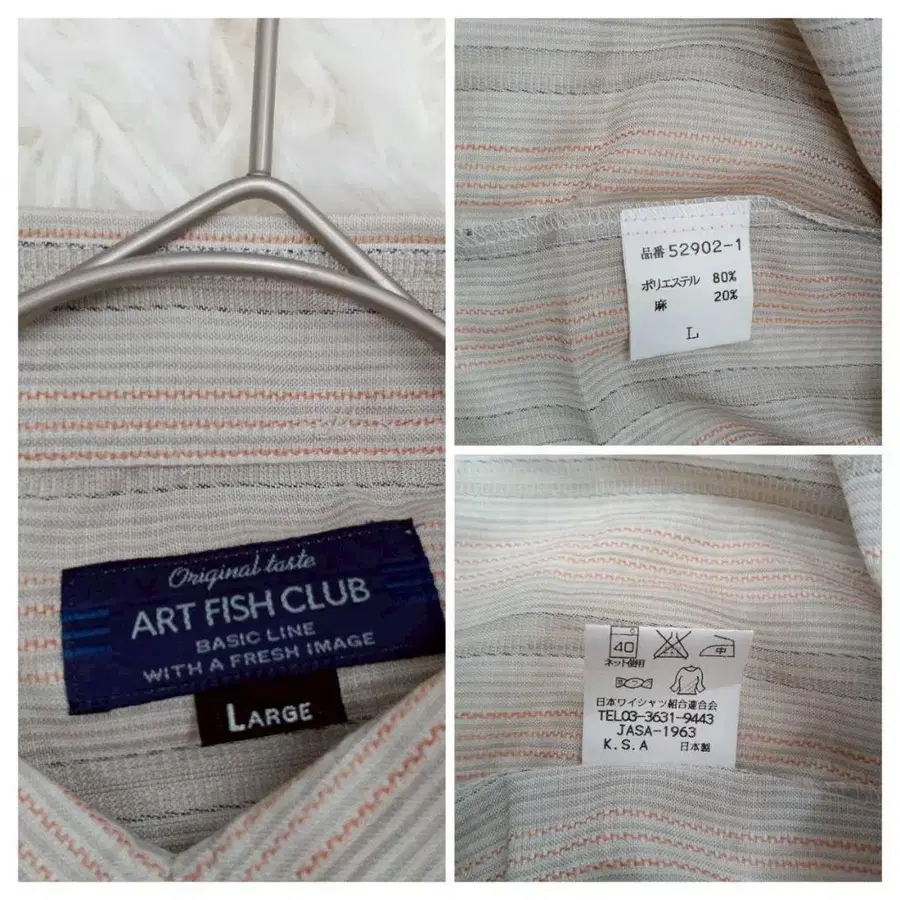 Original taste
ART FISH CLUB
BASIC LINE
WITH A FRESH IMAGE
LARGE
品番 52902-1
ポリエステル 80%
麻 20%
L
40 中
ネット使用
日本ワイシャツ組合連合会
TEL03-3631-9443
JASA-1963
K.S.A 日本製